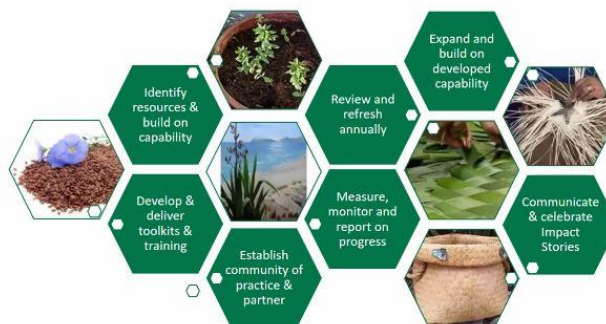 Identify
resources &
build on
capability
Develop &
deliver
toolkits &
training
Establish
community of
practice &
partner
Review and
refresh
annually
Measure,
monitor and
report on
progress
Expand and
build on
developed
capability
Communicate
& celebrate
Impact
Stories